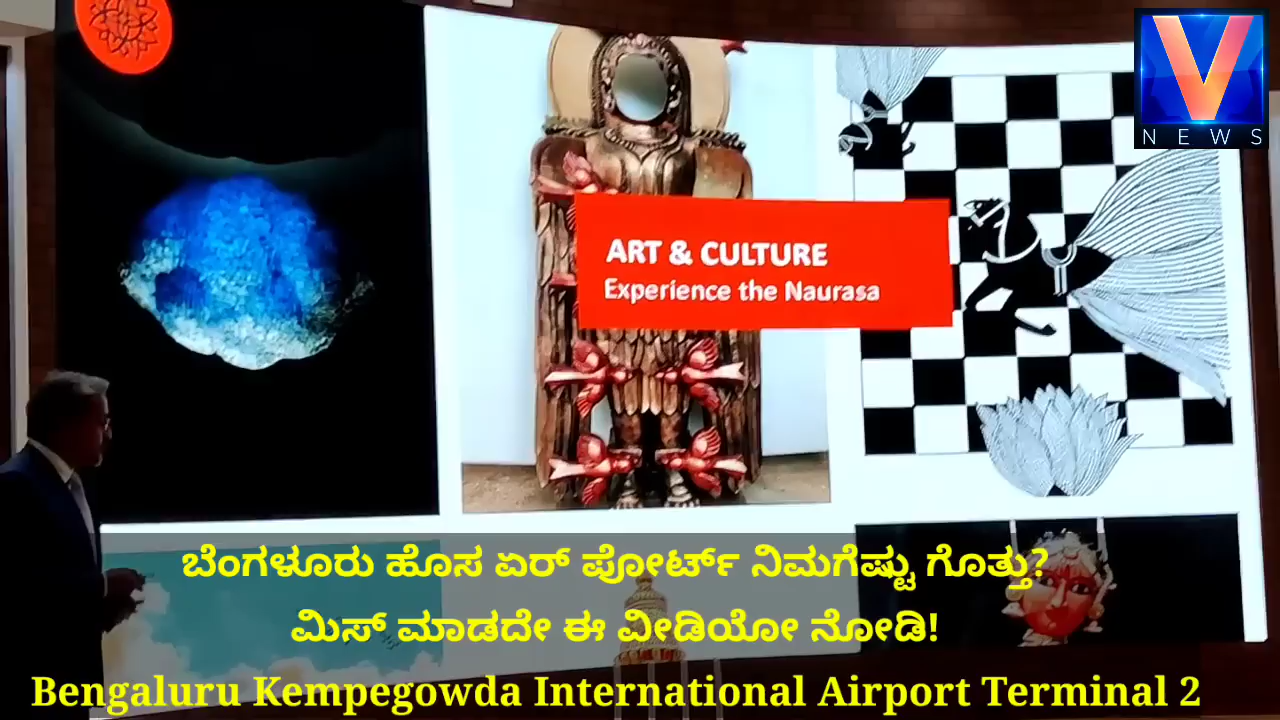 V
NEWS
ART & CULTURE
Experience the Naurasa
ಬೆಂಗಳೂರು ಹೊಸ ಏರ್ ಪೋರ್ಟ್ ನಿಮಗೆಷ್ಟು ಗೊತ್ತು?
ಮಿಸ್ ಮಾಡದೇ ಈ ವೀಡಿಯೋ ನೋಡಿ!
Bengaluru Kempegowda International Airport Terminal 2